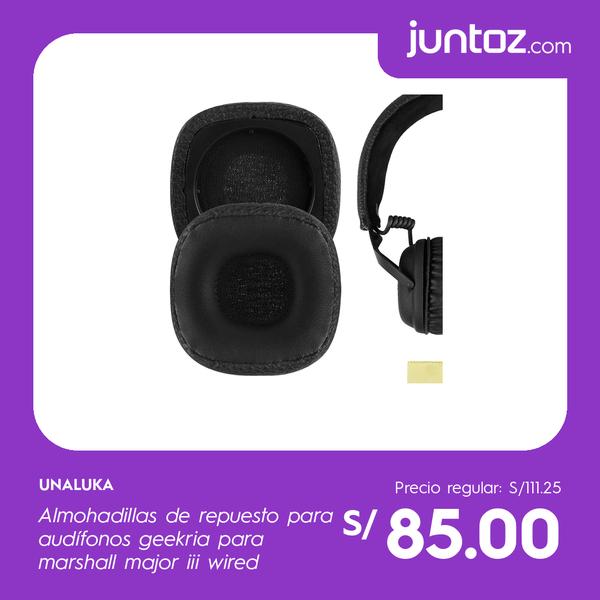 juntoz.com
UNALUKA
Almohadillas de repuesto para
audífonos geekria para
marshall major iii wired
Precio regular: S/111.25
S/ 85.00